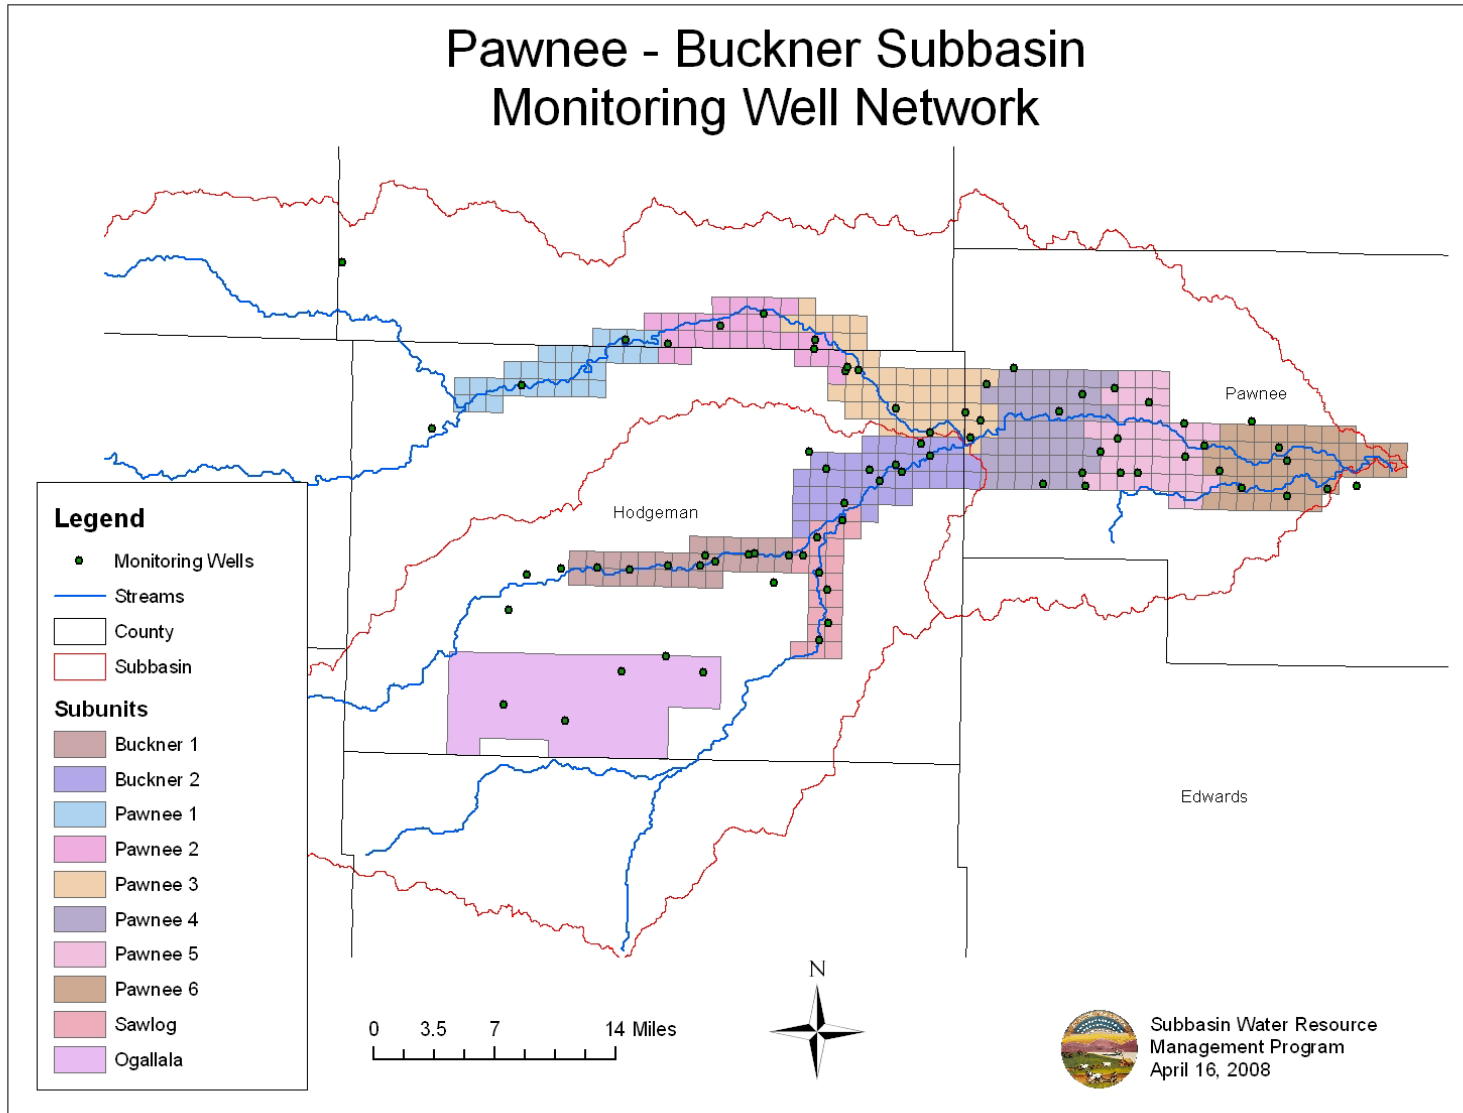 Pawnee - Buckner Subbasin
Monitoring Well Network
Pawnee
Hodgeman
Edwards
Legend
Monitoring Wells
Streams
County
Subbasin
Subunits
Buckner 1
Buckner 2
Pawnee 1
Pawnee 2
Pawnee 3
Pawnee 4
Pawnee 5
Pawnee 6
Sawlog
Ogallala
0 3.5 7 14 Miles
N
Subbasin Water Resource
Management Program
April 16, 2008